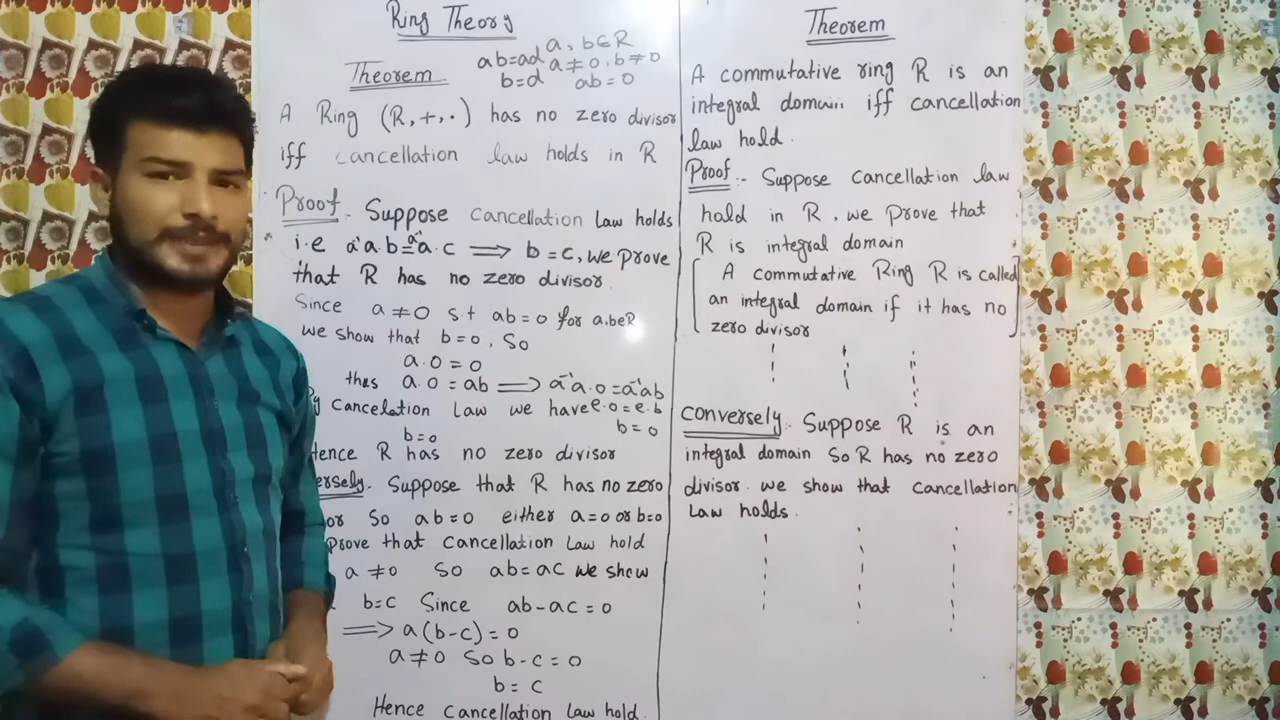 Ring Theory
a, b ∈ R
ab=ad a≠0, b≠0
b=d ab=0
Theorem
A Ring (R,+,·) has no zero divisor
iff cancellation law holds in R
Proof:- Suppose cancellation Law holds
i.e a⁻¹a.b=a⁻¹a.c ⟹ b=c, we prove
that R has no zero divisor.
Since a≠0 s.t ab=0 for a,b∈R
we show that b=0, So
a.0=0
thus a.0=ab ⟹ a⁻¹a.0=a⁻¹ab
Cancelation Law we have e.0=e.b
b=0
b=0
Hence R has no zero divisor
ersely:- Suppose that R has no zero
or So ab=0 either a=0 or b=0
prove that cancellation Law hold
a≠0 So ab=ac we show
b=c Since ab-ac=0
⟹ a(b-c)=0
a≠0 So b-c=0
b=c
Hence cancellation Law hold.
Theorem
A commutative ring R is an
integral domain iff cancellation
law hold.
Proof:- Suppose cancellation law
hold in R, we prove that
R is integral domain
[A commutative Ring R is called
an integral domain if it has no
zero divisor]
Conversely:- Suppose R is an
integral domain So R has no zero
divisor. we show that cancellation
Law holds.